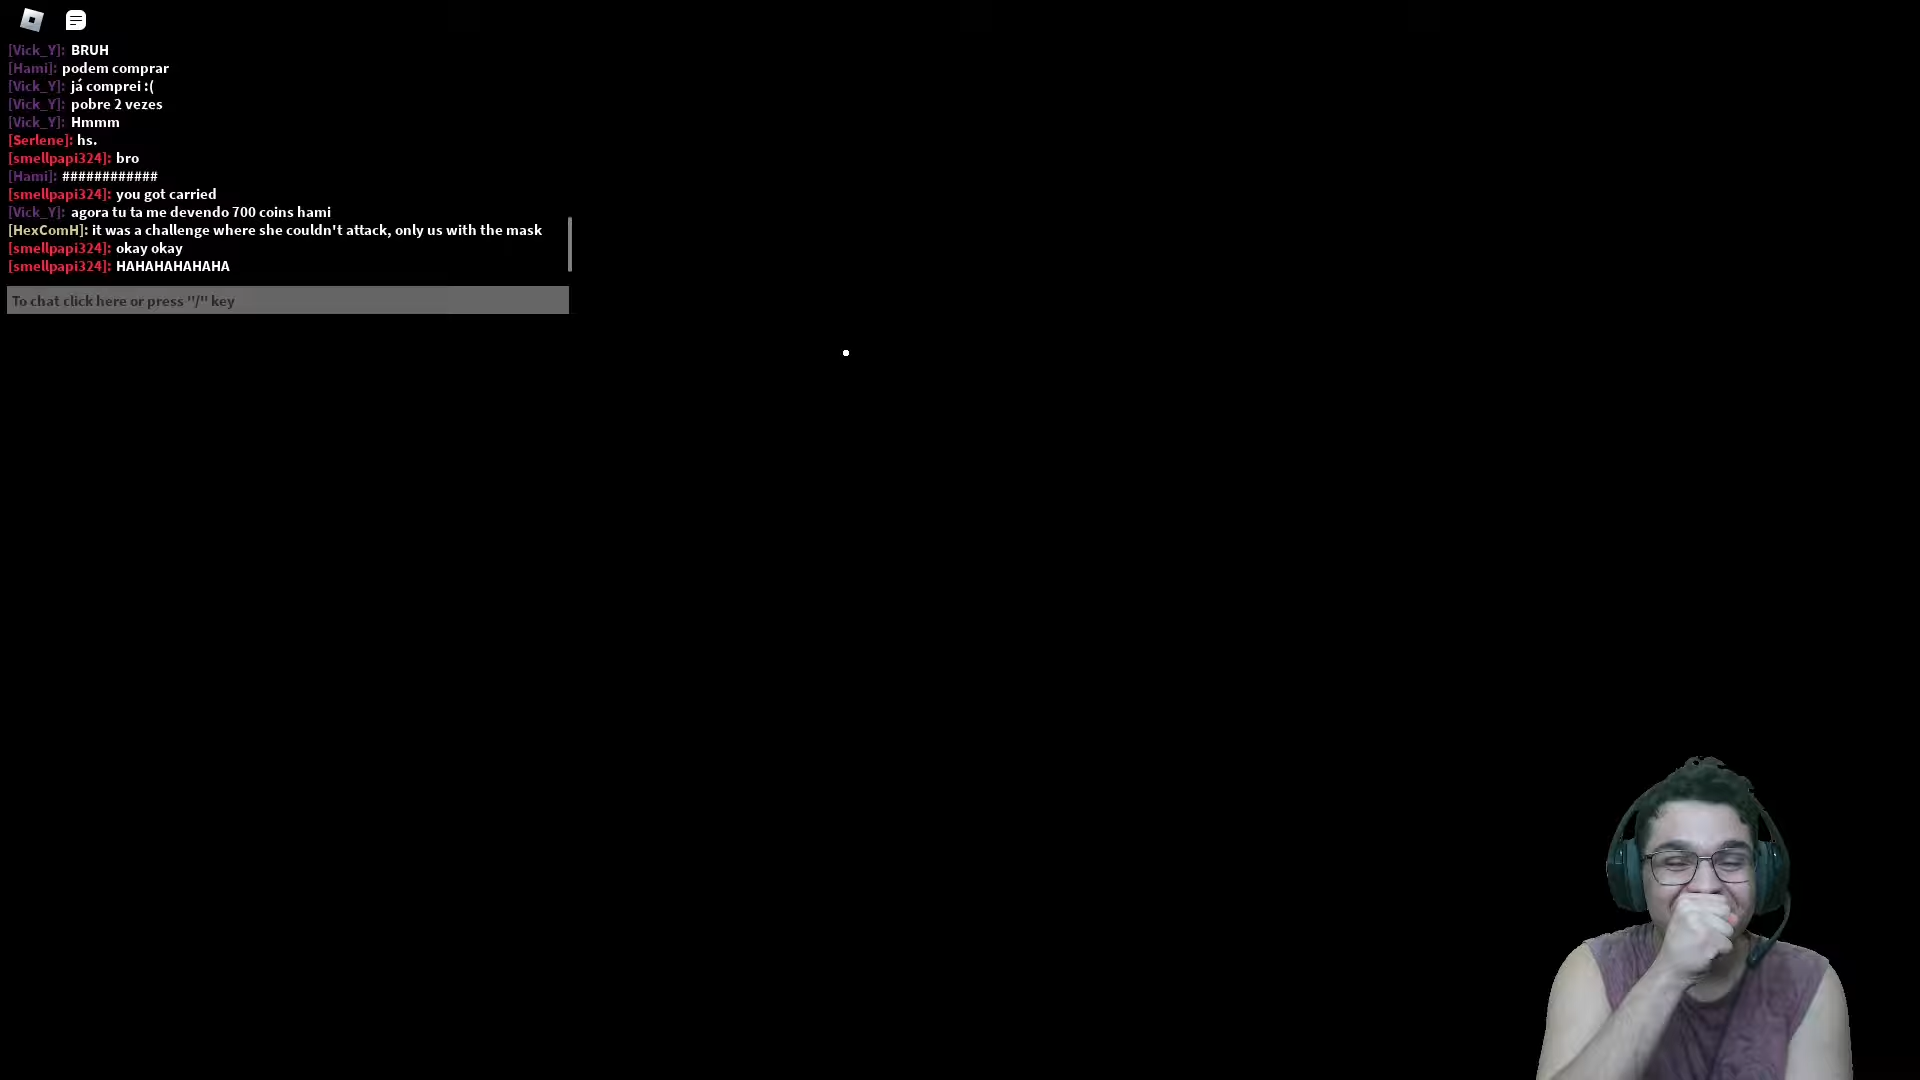 [Vick_Y]: BRUH
[Hami]: podem comprar
[Vick_Y]: já comprei :(
[Vick_Y]: pobre 2 vezes
[Vick_Y]: Hmmm
[Serlene]: hs.
[smellpapi324]: bro
[Hami]: ############
[smellpapi324]: you got carried
[Vick_Y]: agora tu ta me devendo 700 coins hami
[HexComH]: it was a challenge where she couldn't attack, only us with the mask
[smellpapi324]: okay okay
[smellpapi324]: HAHAHAHAHAHA
To chat click here or press "/" key